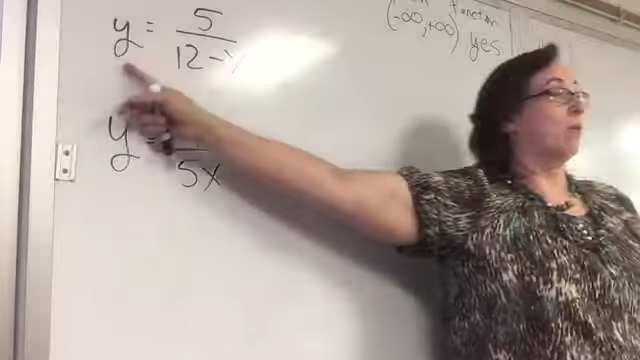 y = 5
12 - x
y =
5x
function
(-∞, +∞) yes